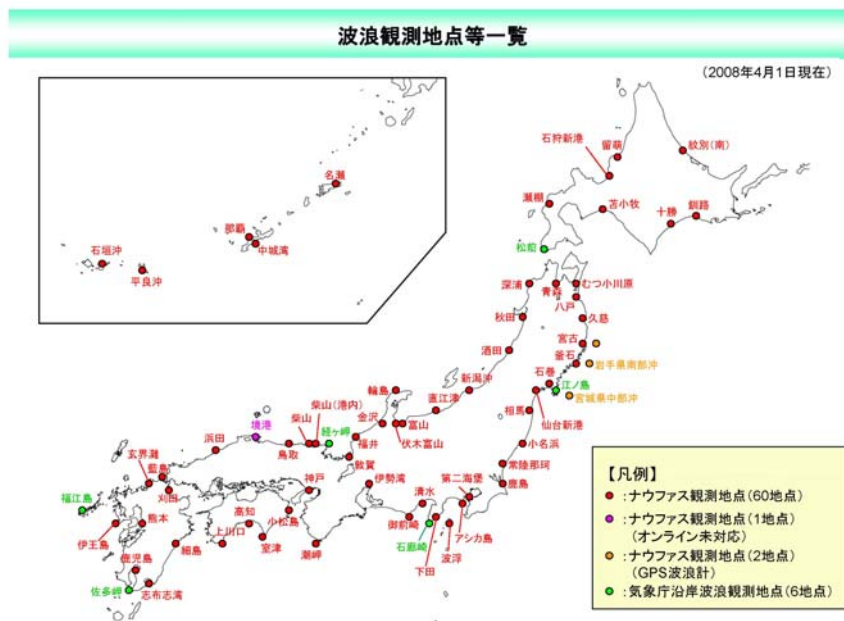 波浪観測地点等一覧
(2008年4月1日現在)
石狩新港
留萌
紋別(南)
瀬棚
苫小牧
十勝
釧路
松前
名瀬
那覇
中城湾
石垣沖
平良沖
深浦
青森
むつ小川原
八戸
秋田
久慈
宮古
酒田
釜石
岩手県南部沖
石巻
江ノ島
宮城県中部沖
新潟沖
輪島
直江津
相馬
仙台新港
柴山(港内)
柴山
金沢
富山
境港
経ヶ岬
伏木富山
浜田
鳥取
福井
小名浜
敦賀
玄界灘
藍島
常陸那珂
神戸
伊勢湾
第二海堡
鹿島
福江島
苅田
清水
高知
小松島
御前崎
アシカ島
伊王島
熊本
上川口
室津
石廊崎
波浮
細島
潮岬
下田
鹿児島
佐多岬
志布志湾
【凡例】
:ナウファス観測地点(60地点)
:ナウファス観測地点(1地点)
(オンライン未対応)
:ナウファス観測地点(2地点)
(GPS波浪計)
:気象庁沿岸波浪観測地点(6地点)